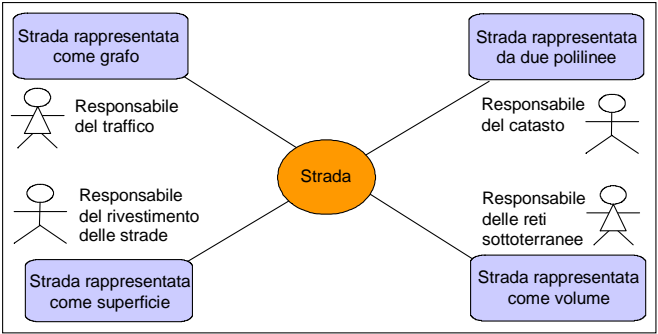 Strada rappresentata
come grafo
Strada rappresentata
da due polilinee
Responsabile
del traffico
Responsabile
del catasto
Strada
Responsabile
del rivestimento
delle strade
Responsabile
delle reti
sottoterranee
Strada rappresentata
come superficie
Strada rappresentata
come volume